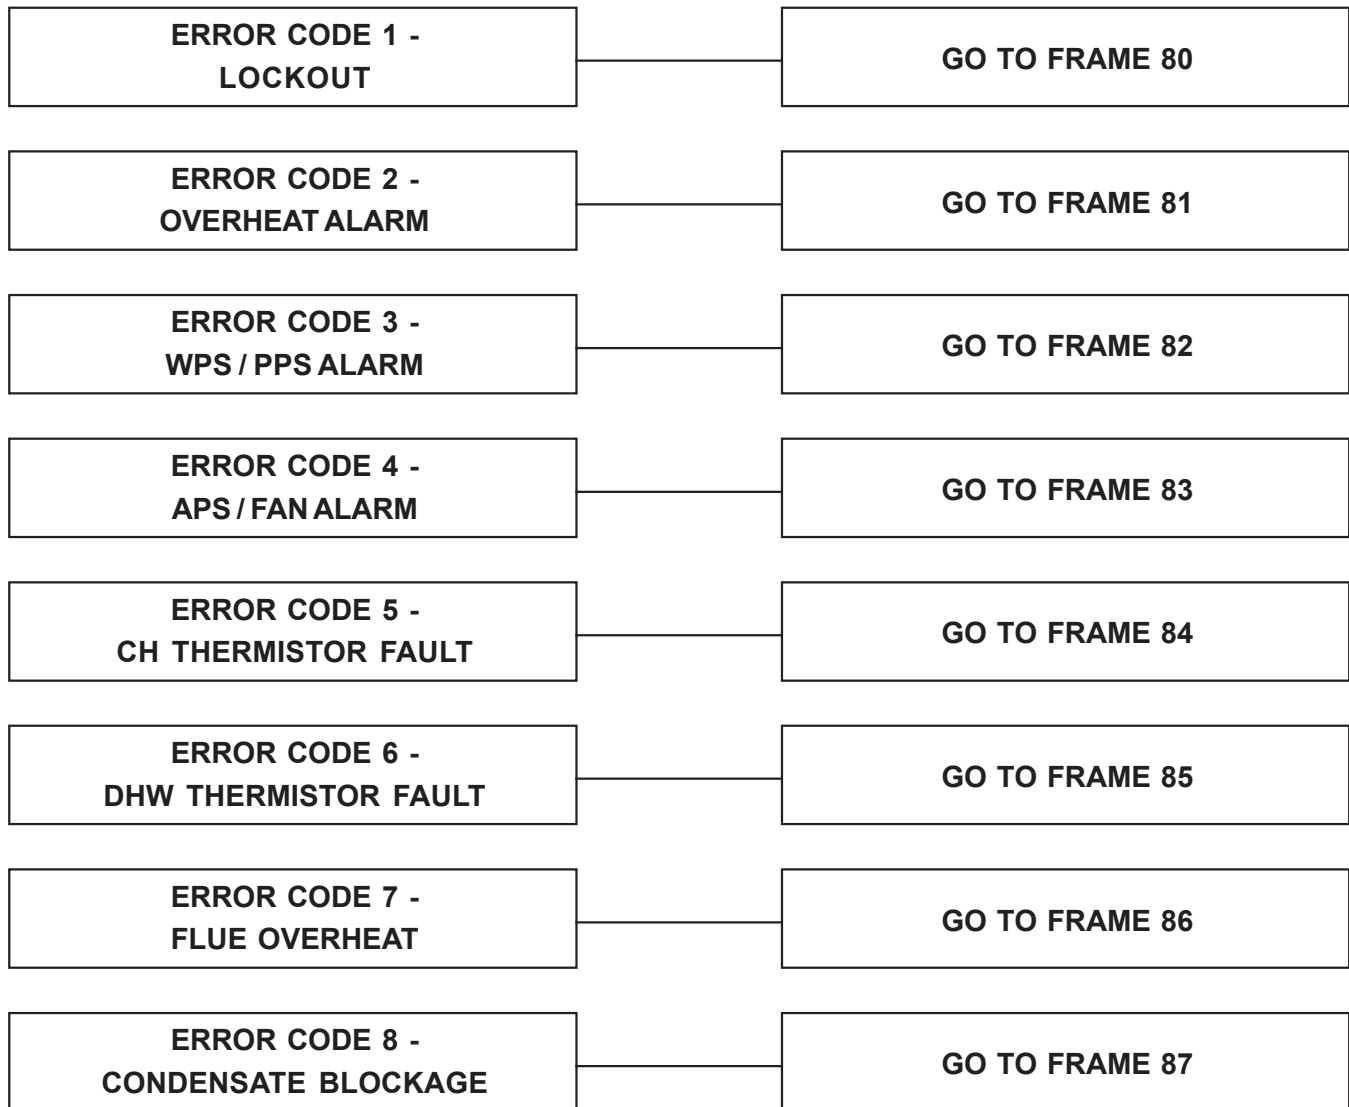 ERROR CODE 1 -
LOCKOUT
GO TO FRAME 80
ERROR CODE 2 -
OVERHEAT ALARM
GO TO FRAME 81
ERROR CODE 3 -
WPS / PPS ALARM
GO TO FRAME 82
ERROR CODE 4 -
APS / FAN ALARM
GO TO FRAME 83
ERROR CODE 5 -
CH THERMISTOR FAULT
GO TO FRAME 84
ERROR CODE 6 -
DHW THERMISTOR FAULT
GO TO FRAME 85
ERROR CODE 7 -
FLUE OVERHEAT
GO TO FRAME 86
ERROR CODE 8 -
CONDENSATE BLOCKAGE
GO TO FRAME 87